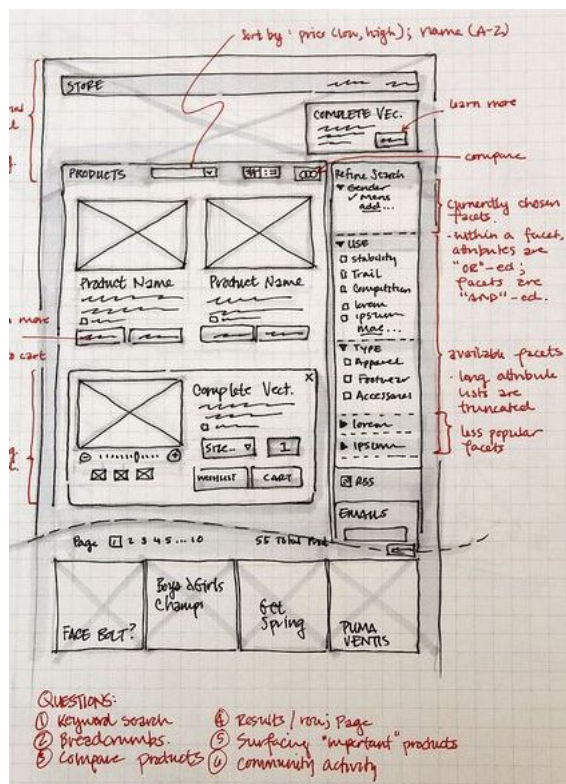 Sort by: price (low, high); name (A-Z)
STORE
COMPLETE VEC.
learn more
compare
PRODUCTS
Refine Search
Gender
✓ Mens
add...
currently chosen
facets.
- within a facet,
attributes are
"OR"-ed;
facets are
"AND"-ed.
USE
Stability
Trail
Competition
lorem
ipsum
more...
Product Name
Product Name
more
cart
TYPE
Apparel
Footwear
Accessories
available facets
- long attribute
lists are
truncated
lorem
ipsum
less popular
facets
Complete Vect.
X
SIZE..
1
WISHLIST
CART
RSS
EMAILS
Page 1 2 3 4 5 ... 10
55 Total
FACE BOLT?
Boys & Girls
Champs
Get
Spring
PUMA
VENTIS
QUESTIONS:
① Keyword search
② Breadcrumbs.
③ Compare products
④ Results / row; page
⑤ Surfacing "important" products
⑥ Community activity